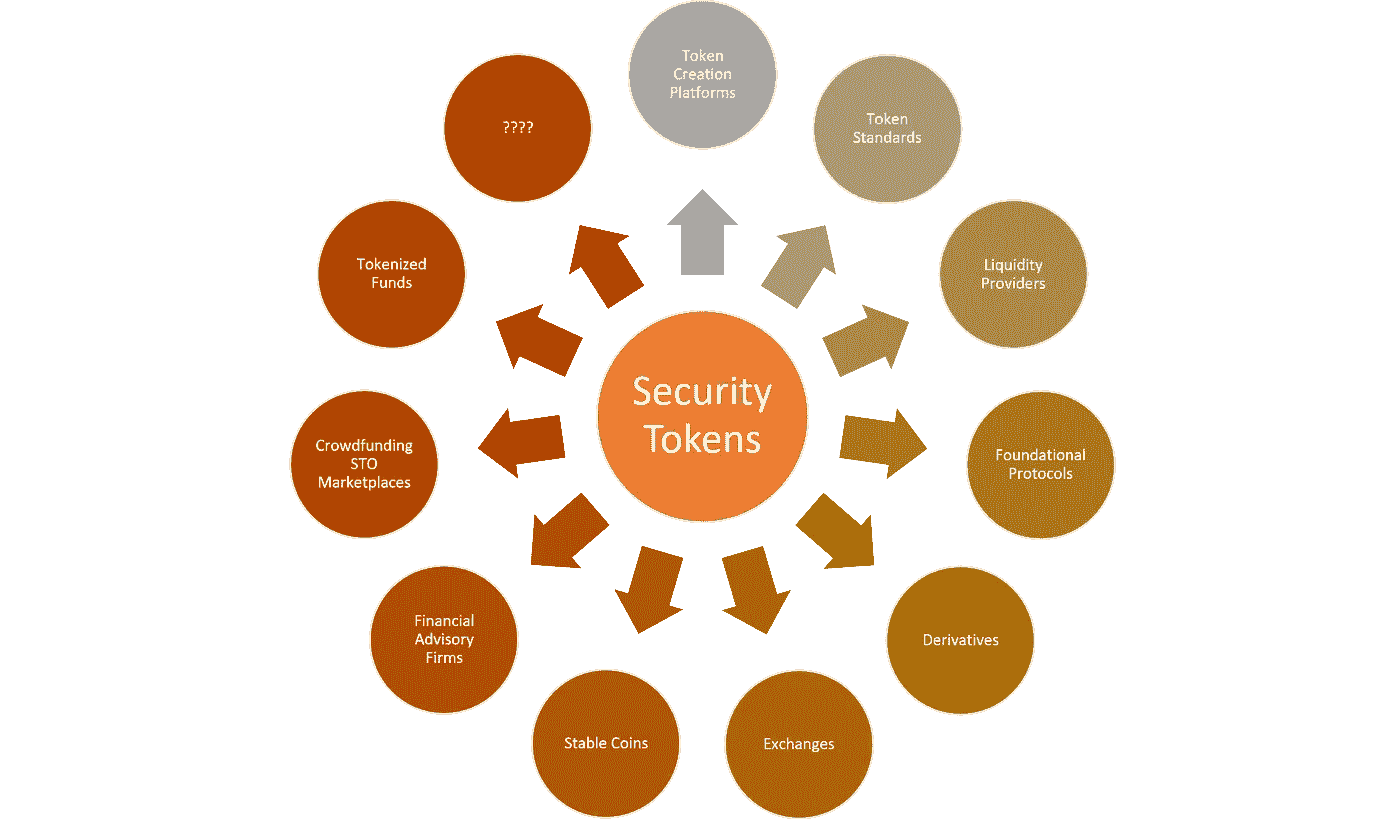 Token
Creation
Platforms
Token
Standards
Liquidity
Providers
Foundational
Protocols
Derivatives
Exchanges
Stable Coins
Financial
Advisory
Firms
Crowdfunding
STO
Marketplaces
Tokenized
Funds
????
Security
Tokens